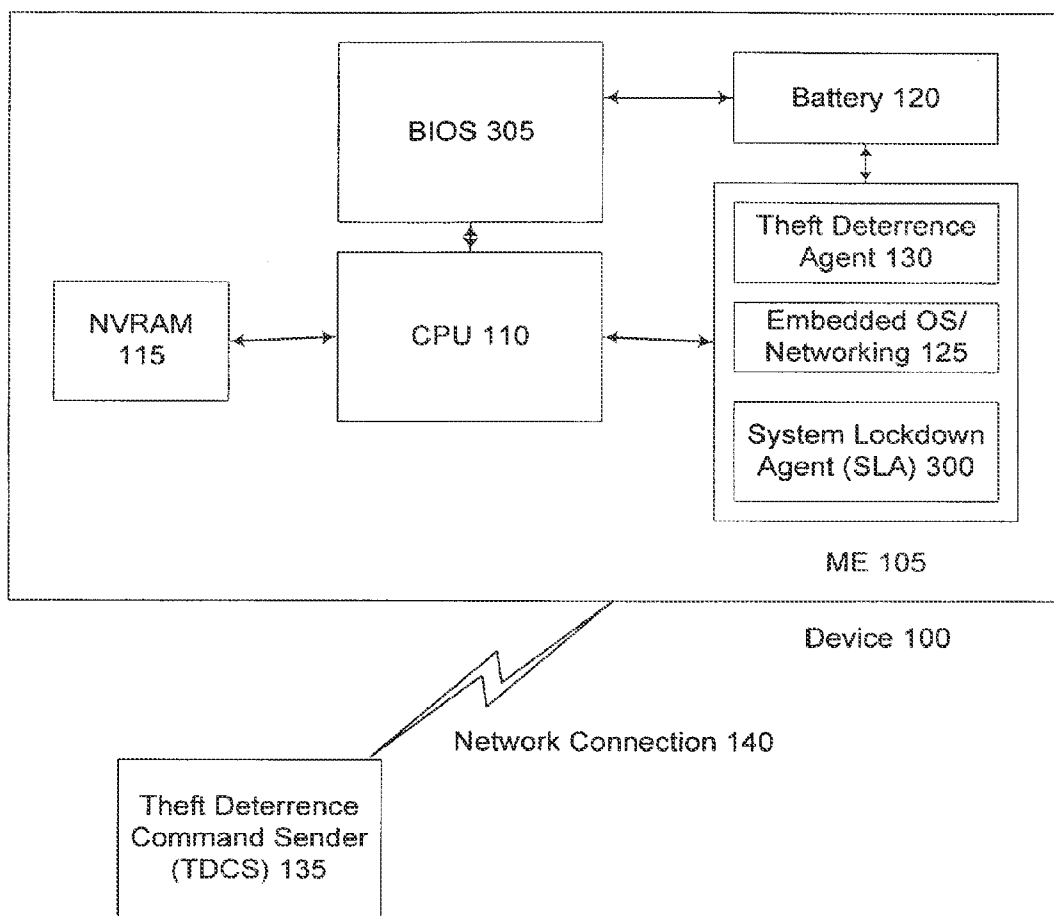 BIOS 305
Battery 120
Theft Deterrence
Agent 130
NVRAM
115
CPU 110
Embedded OS/
Networking 125
System Lockdown
Agent (SLA) 300
ME 105
Device 100
Network Connection 140
Theft Deterrence
Command Sender
(TDCS) 135